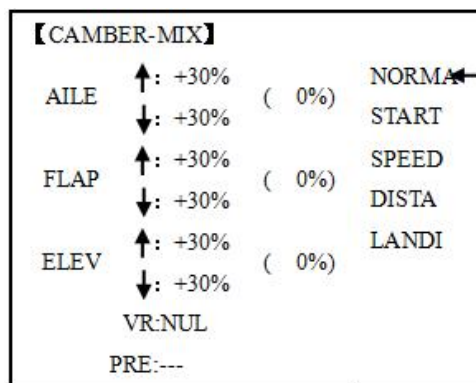 【CAMBER-MIX】
AILE
↑: +30%
↓: +30%
( 0%)
FLAP
↑: +30%
↓: +30%
( 0%)
ELEV
↑: +30%
↓: +30%
( 0%)
VR:NUL
PRE:---
NORMA←
START
SPEED
DISTA
LANDI